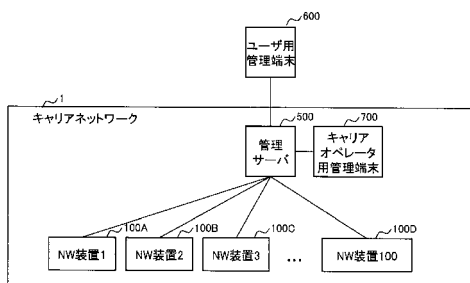 600
ユーザ用
管理端末
1
キャリアネットワーク
500
管理
サーバ
700
キャリア
オペレータ
用管理端末
100A
NW装置1
100B
NW装置2
100C
NW装置3
...
100D
NW装置100